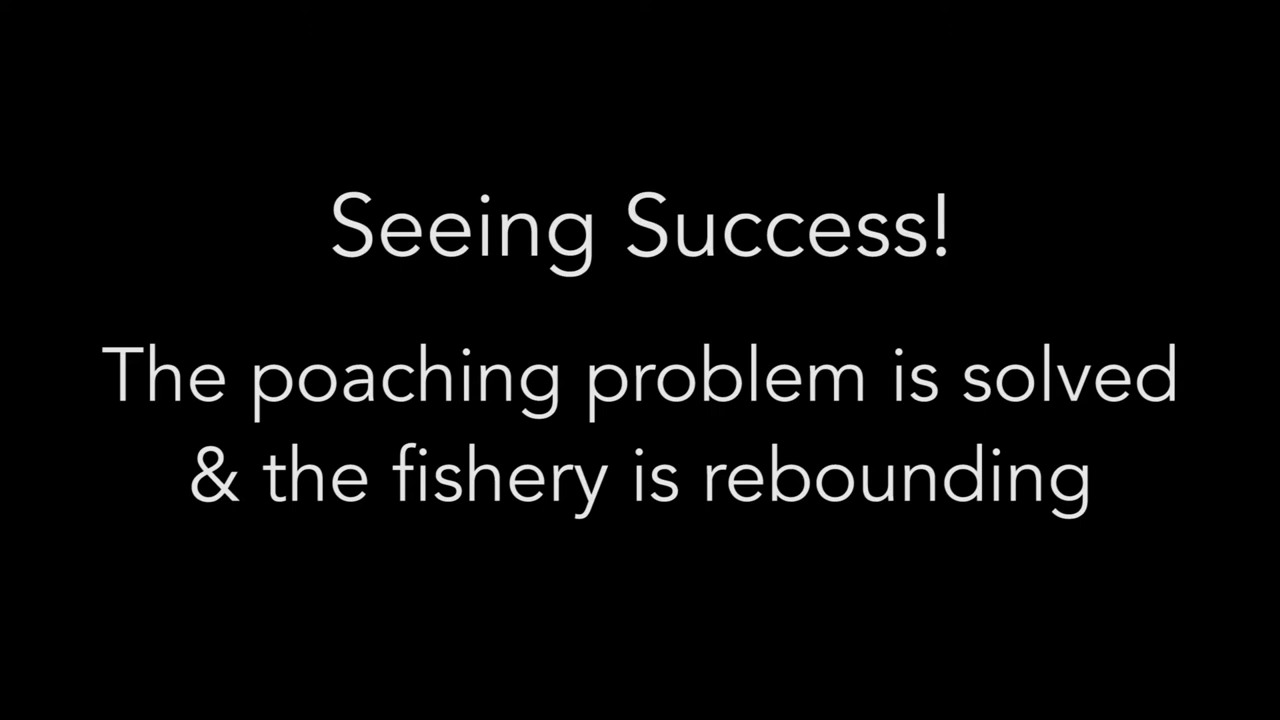 Seeing Success!
The poaching problem is solved
& the fishery is rebounding